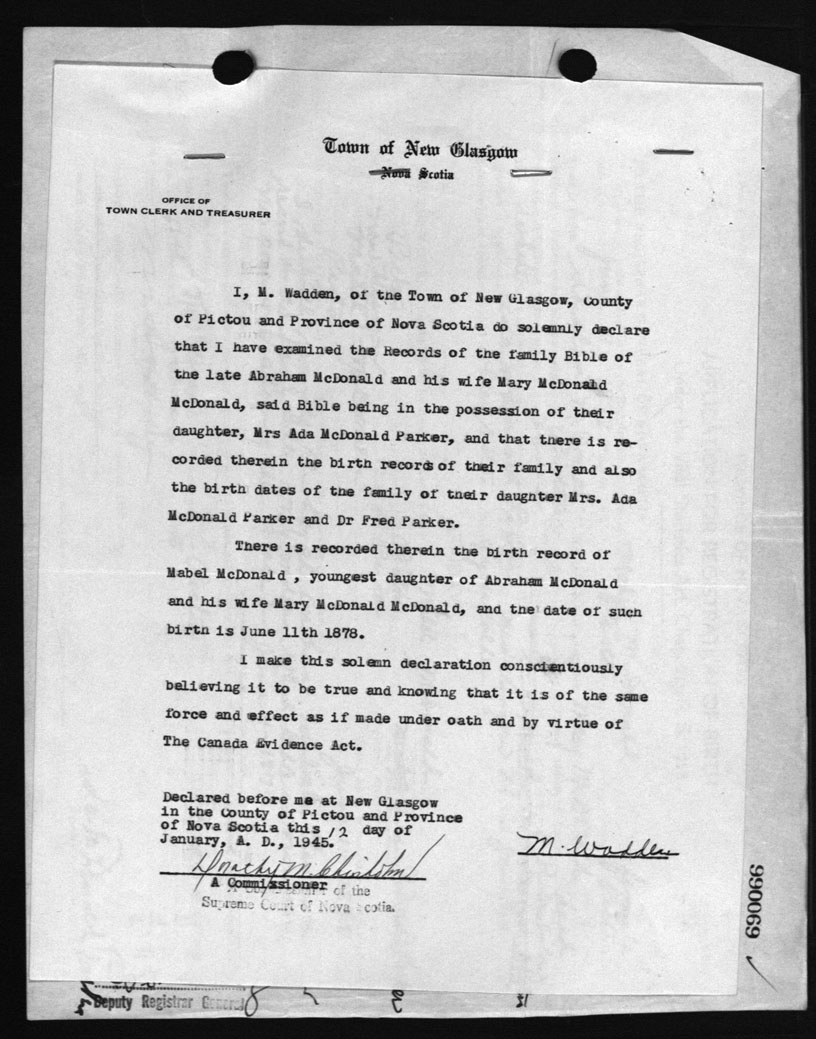 Town of New Glasgow
Nova Scotia
OFFICE OF
TOWN CLERK AND TREASURER
I, M. Wadden, of the Town of New Glasgow, County
of Pictou and Province of Nova Scotia do solemnly declare
that I have examined the Records of the family Bible of
the late Abraham McDonald and his wife Mary McDonald
McDonald, said Bible being in the possession of their
daughter, Mrs Ada McDonald Parker, and that there is re-
corded therein the birth records of their family and also
the birth dates of the family of their daughter Mrs. Ada
McDonald Parker and Dr Fred Parker.
There is recorded therein the birth record of
Mabel McDonald , youngest daughter of Abraham McDonald
and his wife Mary McDonald McDonald, and the date of such
birth is June 11th 1878.
I make this solemn declaration conscientiously
believing it to be true and knowing that it is of the same
force and effect as if made under oath and by virtue of
The Canada Evidence Act.
Declared before me at New Glasgow
in the County of Pictou and Province
of Nova Scotia this 12 day of
January, A. D., 1945.
M. Wadden
Dorothy M. Chisholm
A Commissioner
A Commissioner of the
Supreme Court of Nova Scotia.
690066
Deputy Registrar General